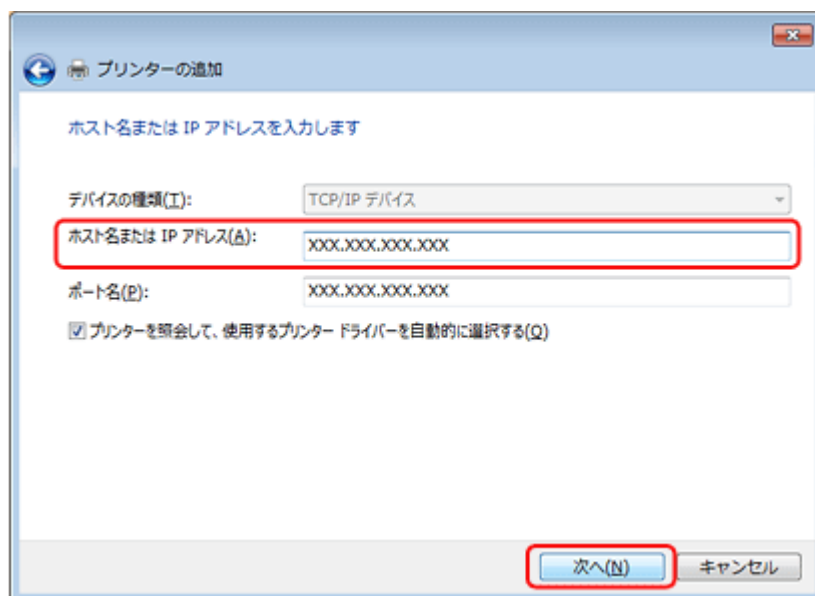 プリンターの追加
ホスト名または IP アドレスを入力します
デバイスの種類(T): TCP/IP デバイス
ホスト名または IP アドレス(A): XXX.XXX.XXX.XXX
ポート名(P): XXX.XXX.XXX.XXX
プリンターを照会して、使用するプリンター ドライバーを自動的に選択する(Q)
次へ(N) キャンセル